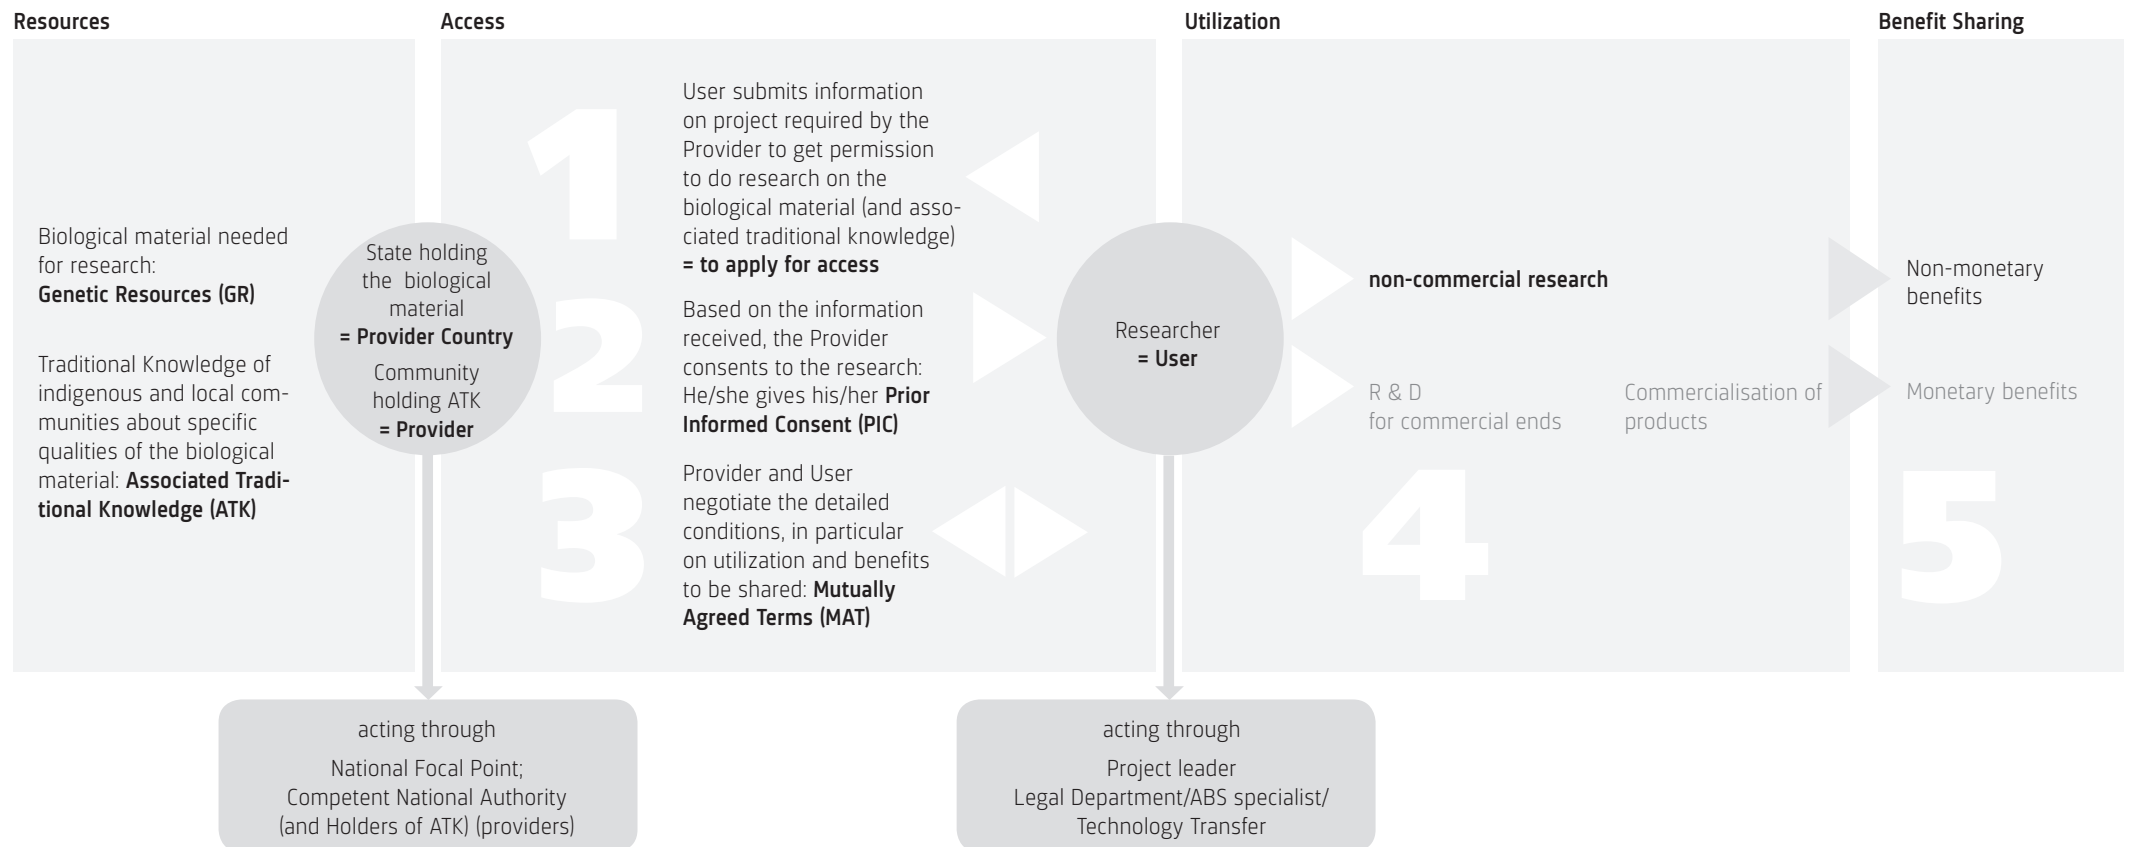 Resources
Access
Utilization
Benefit Sharing
Biological material needed
for research:
Genetic Resources (GR)
Traditional Knowledge of
indigenous and local com-
munities about specific
qualities of the biological
material: Associated Tradi-
tional Knowledge (ATK)
State holding
the biological
material
= Provider Country
Community
holding ATK
= Provider
1
User submits information
on project required by the
Provider to get permission
to do research on the
biological material (and asso-
ciated traditional knowledge)
= to apply for access
2
Based on the information
received, the Provider
consents to the research:
He/she gives his/her Prior
Informed Consent (PIC)
3
Provider and User
negotiate the detailed
conditions, in particular
on utilization and benefits
to be shared: Mutually
Agreed Terms (MAT)
Researcher
= User
non-commercial research
R & D
for commercial ends
Commercialisation of
products
4
Non-monetary
benefits
Monetary benefits
5
acting through
National Focal Point;
Competent National Authority
(and Holders of ATK) (providers)
acting through
Project leader
Legal Department/ABS specialist/
Technology Transfer